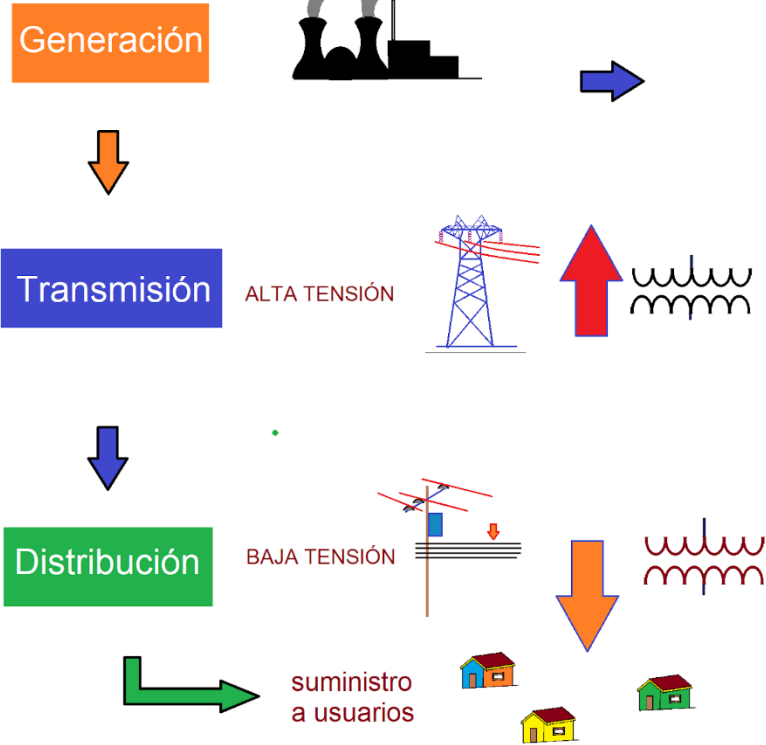 Generación
Transmisión
ALTA TENSIÓN
Distribución
BAJA TENSIÓN
suministro
a usuarios